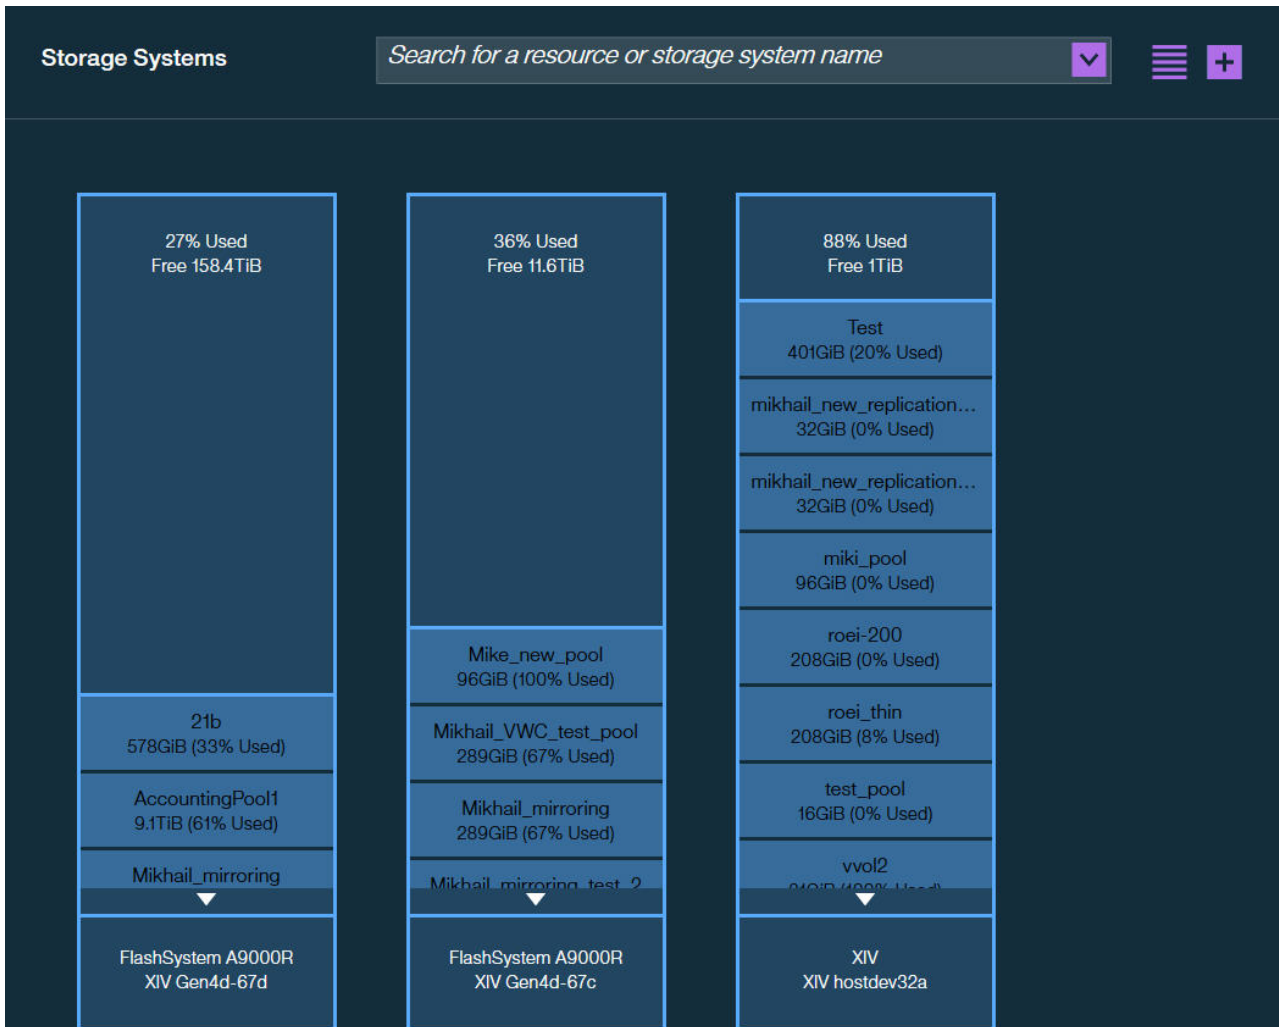 Storage Systems
Search for a resource or storage system name
27% Used
Free 158.4TiB
21b
578GiB (33% Used)
AccountingPool1
9.1TiB (61% Used)
Mikhail_mirroring
FlashSystem A9000R
XIV Gen4d-67d
36% Used
Free 11.6TiB
Mike_new_pool
96GiB (100% Used)
Mikhail_VWC_test_pool
289GiB (67% Used)
Mikhail_mirroring
289GiB (67% Used)
Mikhail_mirroring_test_2
FlashSystem A9000R
XIV Gen4d-67c
88% Used
Free 1TiB
Test
401GiB (20% Used)
mikhail_new_replication...
32GiB (0% Used)
mikhail_new_replication...
32GiB (0% Used)
miki_pool
96GiB (0% Used)
roei-200
208GiB (0% Used)
roei_thin
208GiB (8% Used)
test_pool
16GiB (0% Used)
vvol2
XIV
XIV hostdev32a